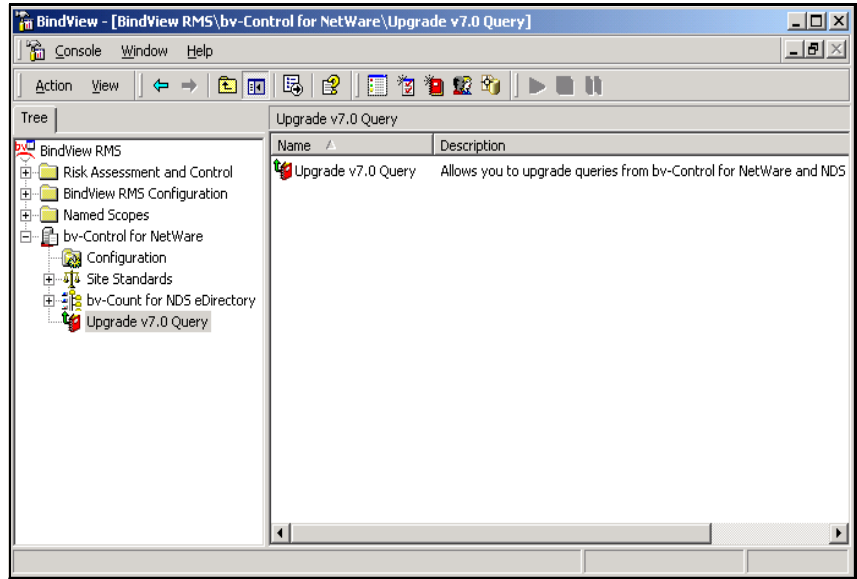 BindView - [BindView RMS\bv-Control for NetWare\Upgrade v7.0 Query]
Console Window Help
Action View
Tree
Upgrade v7.0 Query
Name Description
BindView RMS
Risk Assessment and Control
BindView RMS Configuration
Named Scopes
bv-Control for NetWare
Configuration
Site Standards
bv-Count for NDS eDirectory
Upgrade v7.0 Query
Upgrade v7.0 Query Allows you to upgrade queries from bv-Control for NetWare and NDS